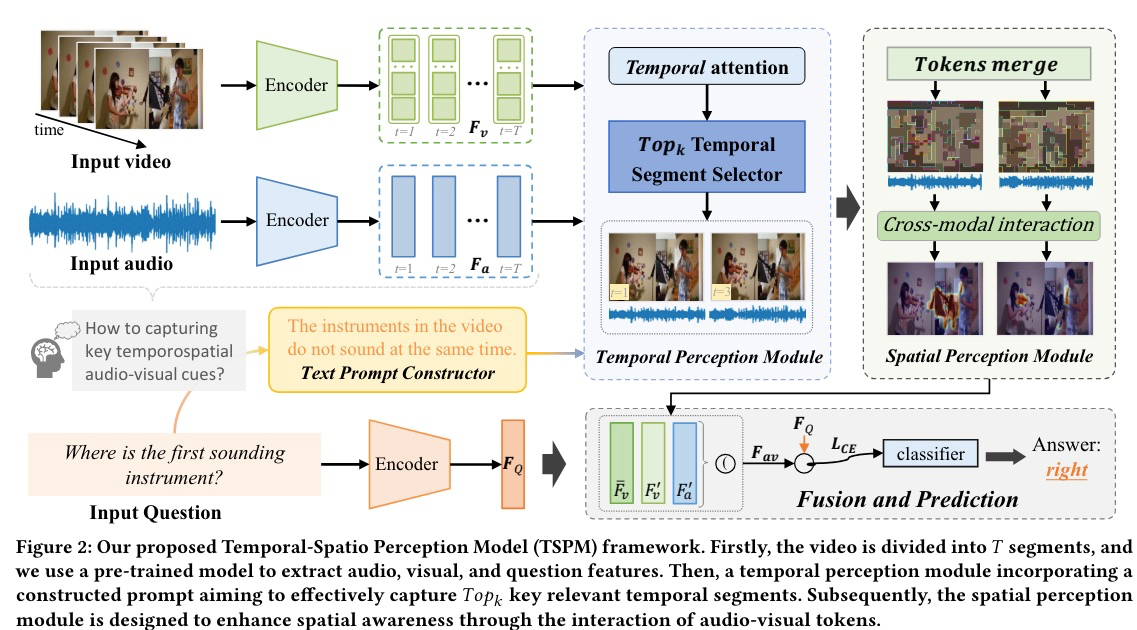 time
Input video
Encoder
t=1
t=2
...
t=T
F_v
Input audio
Encoder
t=1
t=2
...
t=T
F_a
Temporal attention
Top_k Temporal
Segment Selector
t=1
t=3
Temporal Perception Module
Tokens merge
Cross-modal interaction
Spatial Perception Module
How to capturing
key temporospatial
audio-visual cues?
The instruments in the video
do not sound at the same time.
Text Prompt Constructor
Where is the first sounding
instrument?
Input Question
Encoder
F_Q
F̄_v
F′_v
F′_a
F_av
F_Q
L_CE
classifier
Answer:
right
Fusion and Prediction
Figure 2: Our proposed Temporal-Spatio Perception Model (TSPM) framework. Firstly, the video is divided into T segments, and
we use a pre-trained model to extract audio, visual, and question features. Then, a temporal perception module incorporating a
constructed prompt aiming to effectively capture Top_k key relevant temporal segments. Subsequently, the spatial perception
module is designed to enhance spatial awareness through the interaction of audio-visual tokens.